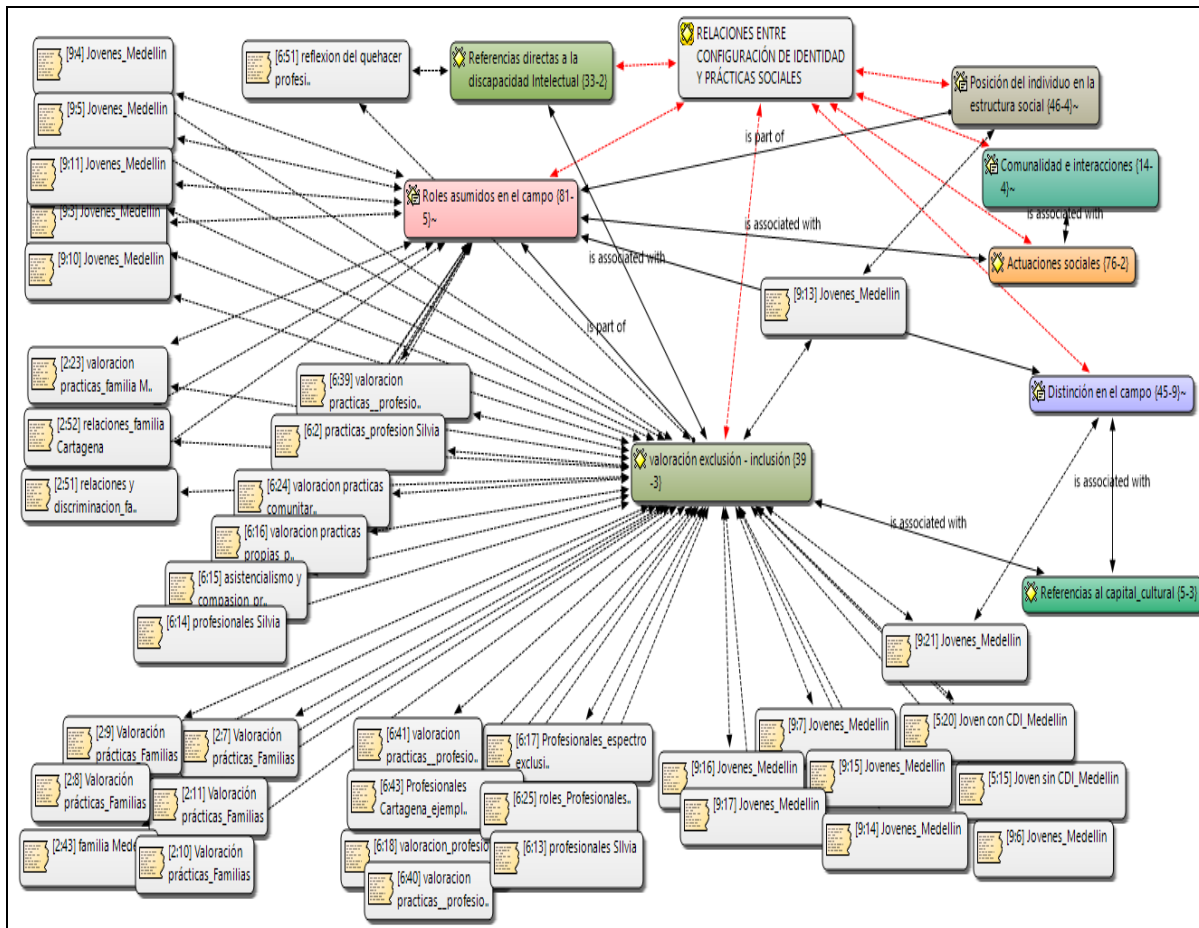 [9:4] Jovenes_Medellin
[9:5] Jovenes_Medellin
[9:11] Jovenes_Medellin
[9:3] Jovenes_Medellin
[9:10] Jovenes_Medellin
[6:51] reflexion del quehacer
profesi..
Referencias directas a la
discapacidad Intelectual {33-2}
RELACIONES ENTRE
CONFIGURACIÓN DE IDENTIDAD
Y PRÁCTICAS SOCIALES
Posición del individuo en la
estructura social {46-4}~
is part of
Comunalidad e interacciones {14-
4}~
is associated with
Roles asumidos en el campo {81-
5}~
is associated with
is associated with
Actuaciones sociales {76-2}
[9:13] Jovenes_Medellin
is part of
[2:23] valoracion
practicas_familia M..
[2:52] relaciones_familia
Cartagena
[2:51] relaciones y
discriminacion_fa..
[6:39] valoracion
practicas__profesio..
[6:2] practicas_profesion Silvia
[6:24] valoracion practicas
comunitar..
[6:16] valoracion practicas
propias_p..
[6:15] asistencialismo y
compasion_pr..
[6:14] profesionales Silvia
Distinción en el campo {45-9}~
valoración exclusión - inclusión {39
-3}
is associated with
is associated with
Referencias al capital_cultural {5-3}
[9:21] Jovenes_Medellin
[2:9] Valoración
prácticas_Familias
[2:7] Valoración
prácticas_Familias
[2:8] Valoración
prácticas_Familias
[2:11] Valoración
prácticas_Familias
[2:43] familia Mede
[2:10] Valoración
prácticas_Familias
[6:41] valoracion
practicas__profesio..
[6:17] Profesionales_espectro
exclusi..
[6:43] Profesionales
Cartagena_ejempl..
[6:25] roles_Profesionales..
[6:18] valoracion_profesio
[6:13] profesionales SIlvia
[6:40] valoracion
practicas__profesio..
[9:7] Jovenes_Medellin
[5:20] Joven con CDI_Medellin
[9:16] Jovenes_Medellin
[9:15] Jovenes_Medellin
[5:15] Joven sin CDI_Medellin
[9:17] Jovenes_Medellin
[9:14] Jovenes_Medellin
[9:6] Jovenes_Medellin